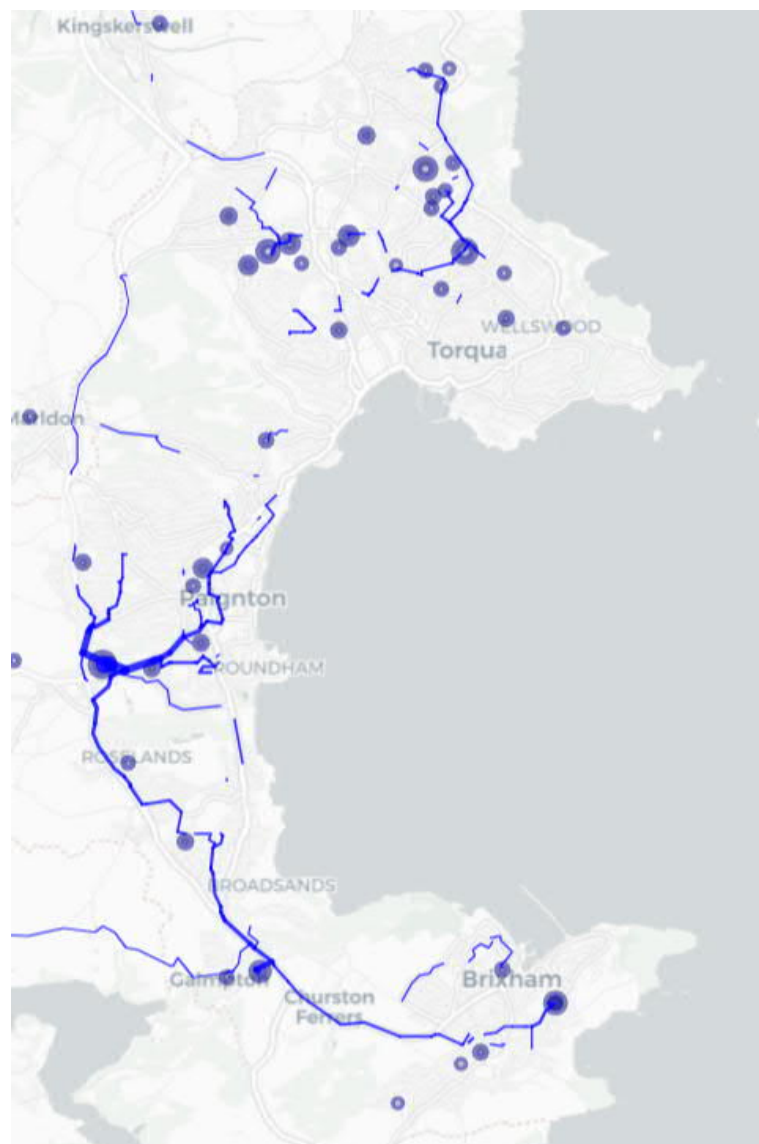 Kingskerswell
WELLSWOOD
Torqua
Marldon
Paignton
ROUNDHAM
ROSELANDS
BROADSANDS
Galmpton
Brixham
Churston
Ferrers